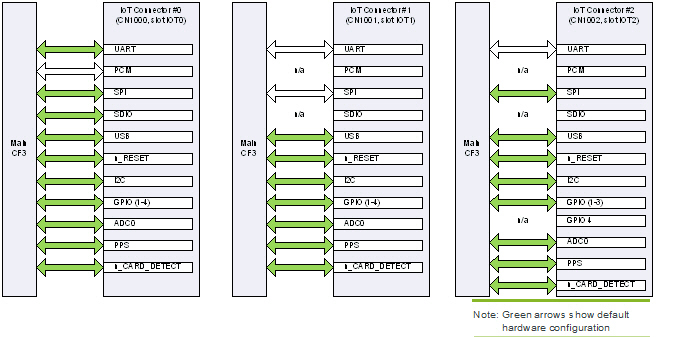 IoT Connector #0
(CN1000, slot IOT0)
Main
CF3
UART
PCM
SPI
SDIO
USB
n_RESET
I2C
GPIO (1-4)
ADC0
PPS
n_CARD_DETECT
IoT Connector #1
(CN1001, slot IOT1)
Main
CF3
UART
n/a
PCM
SPI
n/a
SDIO
USB
n_RESET
I2C
GPIO (1-4)
ADC0
PPS
n_CARD_DETECT
IoT Connector #2
(CN1002, slot IOT2)
Main
CF3
UART
n/a
PCM
SPI
n/a
SDIO
USB
n_RESET
I2C
GPIO (1-3)
n/a
GPIO 4
ADC0
PPS
n_CARD_DETECT
Note: Green arrows show default
hardware configuration